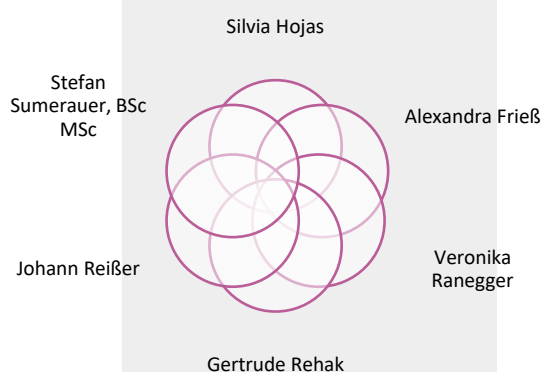 Silvia Hojas
Stefan
Sumerauer, BSc
MSc
Alexandra Frieß
Johann Reißer
Veronika
Ranegger
Gertrude Rehak